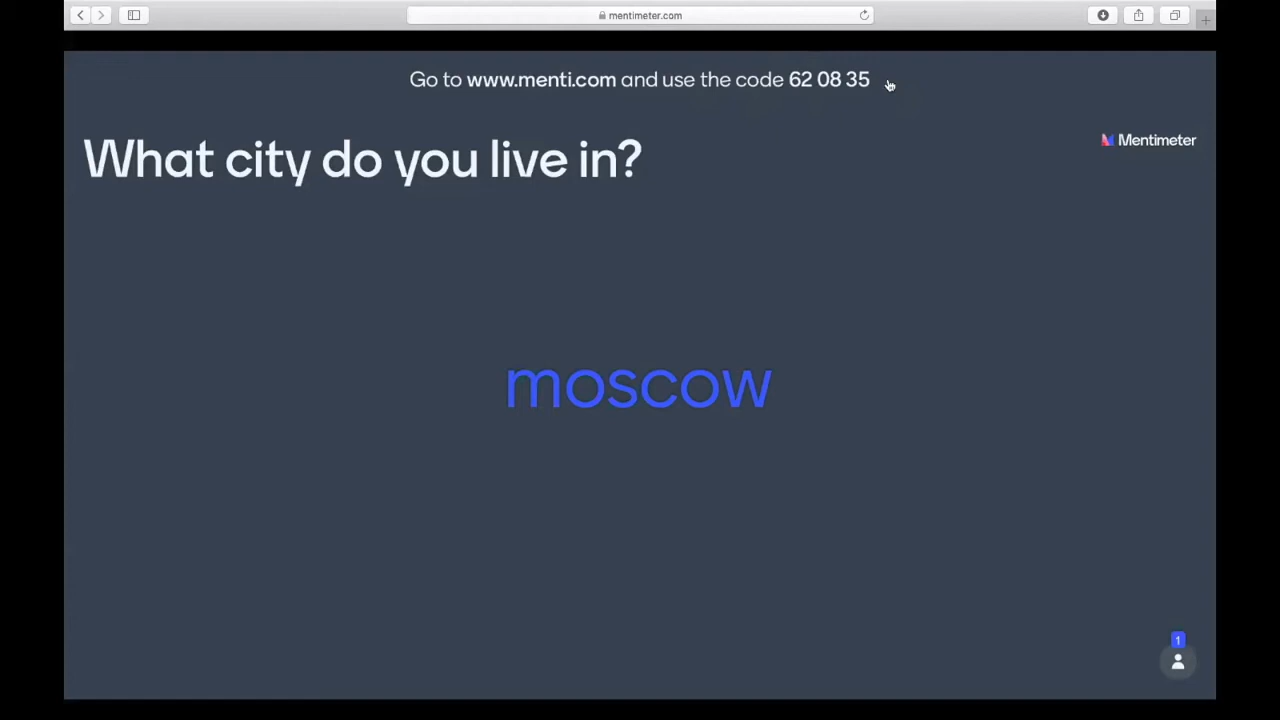 mentimeter.com
Go to www.menti.com and use the code 62 08 35
Mentimeter
What city do you live in?
moscow
1